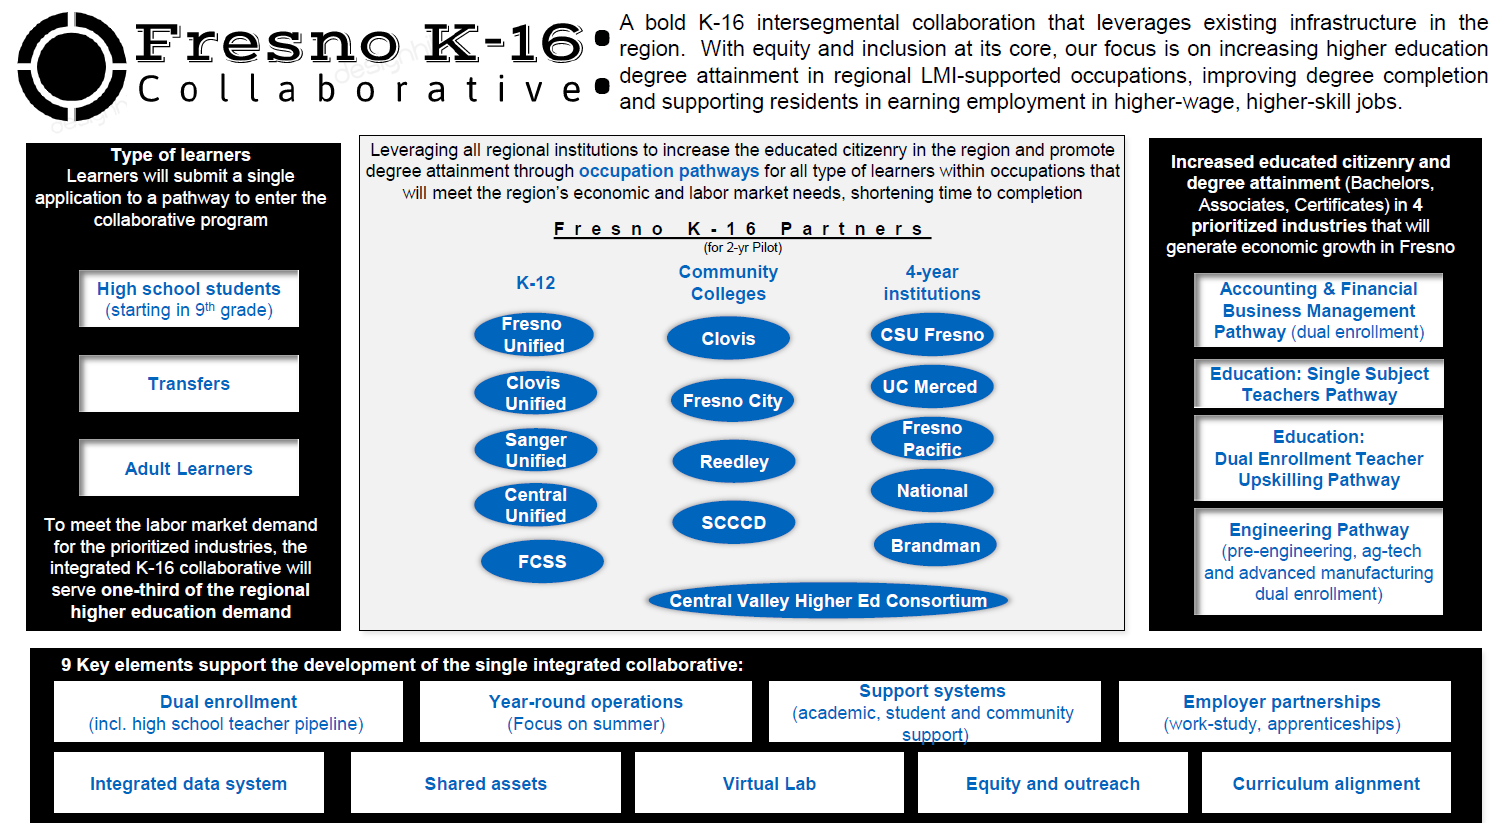 Fresno K-16
Collaborative
A bold K-16 intersegmental collaboration that leverages existing infrastructure in the
region. With equity and inclusion at its core, our focus is on increasing higher education
degree attainment in regional LMI-supported occupations, improving degree completion
and supporting residents in earning employment in higher-wage, higher-skill jobs.
Type of learners
Learners will submit a single
application to a pathway to enter the
collaborative program
High school students
(starting in 9th grade)
Transfers
Adult Learners
To meet the labor market demand
for the prioritized industries, the
integrated K-16 collaborative will
serve one-third of the regional
higher education demand
Leveraging all regional institutions to increase the educated citizenry in the region and promote
degree attainment through occupation pathways for all type of learners within occupations that
will meet the region's economic and labor market needs, shortening time to completion
Fresno K-16 Partners
(for 2-yr Pilot)
K-12
Fresno
Unified
Clovis
Unified
Sanger
Unified
Central
Unified
FCSS
Community
Colleges
Clovis
Fresno City
Reedley
SCCCD
4-year
institutions
CSU Fresno
UC Merced
Fresno
Pacific
National
Brandman
Central Valley Higher Ed Consortium
Increased educated citizenry and
degree attainment (Bachelors,
Associates, Certificates) in 4
prioritized industries that will
generate economic growth in Fresno
Accounting & Financial
Business Management
Pathway (dual enrollment)
Education: Single Subject
Teachers Pathway
Education:
Dual Enrollment Teacher
Upskilling Pathway
Engineering Pathway
(pre-engineering, ag-tech
and advanced manufacturing
dual enrollment)
9 Key elements support the development of the single integrated collaborative:
Dual enrollment
(incl. high school teacher pipeline)
Year-round operations
(Focus on summer)
Support systems
(academic, student and community
support)
Employer partnerships
(work-study, apprenticeships)
Integrated data system
Shared assets
Virtual Lab
Equity and outreach
Curriculum alignment